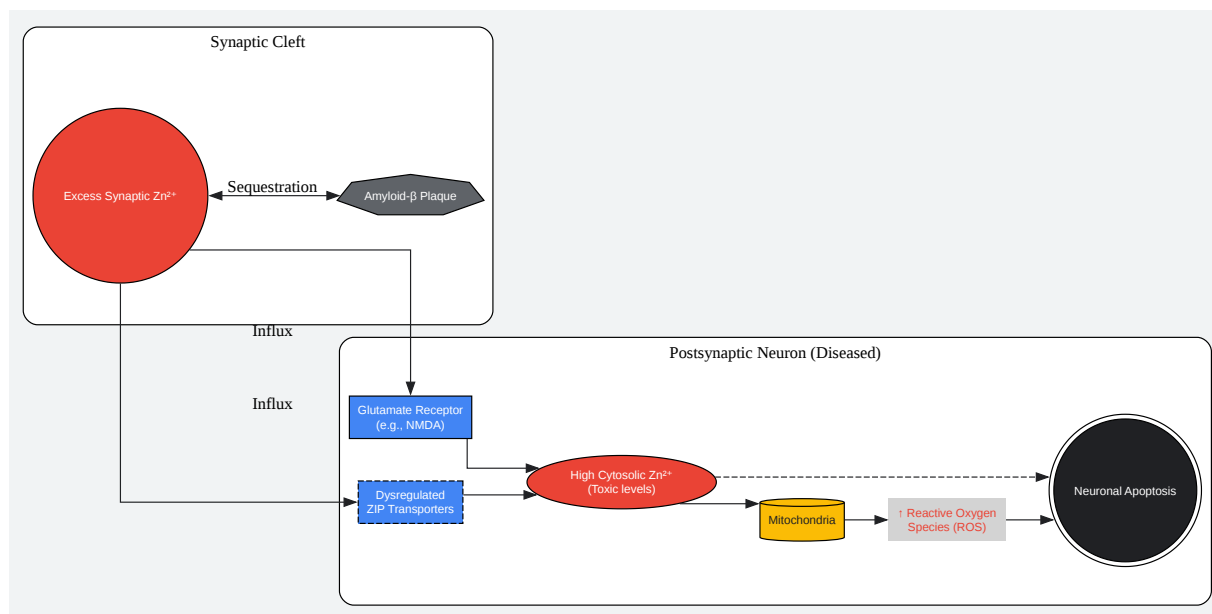 Synaptic Cleft
Excess Synaptic Zn²⁺
Sequestration
Amyloid-β Plaque
Influx
Influx
Postsynaptic Neuron (Diseased)
Glutamate Receptor
(e.g., NMDA)
Dysregulated
ZIP Transporters
High Cytosolic Zn²⁺
(Toxic levels)
Mitochondria
↑ Reactive Oxygen
Species (ROS)
Neuronal Apoptosis